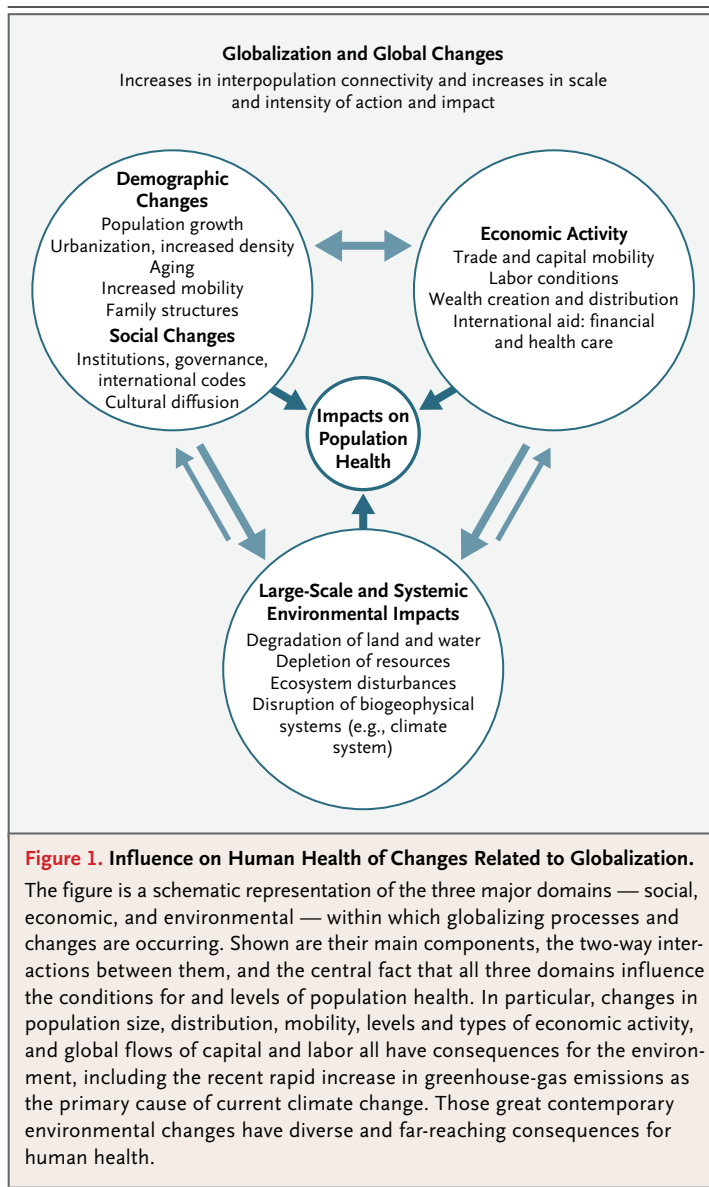 Globalization and Global Changes
Increases in interpopulation connectivity and increases in scale
and intensity of action and impact
Demographic
Changes
Population growth
Urbanization, increased density
Aging
Increased mobility
Family structures
Social Changes
Institutions, governance,
international codes
Cultural diffusion
Economic Activity
Trade and capital mobility
Labor conditions
Wealth creation and distribution
International aid: financial
and health care
Impacts on
Population
Health
Large-Scale and Systemic
Environmental Impacts
Degradation of land and water
Depletion of resources
Ecosystem disturbances
Disruption of biogeophysical
systems (e.g., climate
system)
Figure 1. Influence on Human Health of Changes Related to Globalization.
The figure is a schematic representation of the three major domains — social,
economic, and environmental — within which globalizing processes and
changes are occurring. Shown are their main components, the two-way inter-
actions between them, and the central fact that all three domains influence
the conditions for and levels of population health. In particular, changes in
population size, distribution, mobility, levels and types of economic activity,
and global flows of capital and labor all have consequences for the environ-
ment, including the recent rapid increase in greenhouse-gas emissions as
the primary cause of current climate change. Those great contemporary
environmental changes have diverse and far-reaching consequences for
human health.